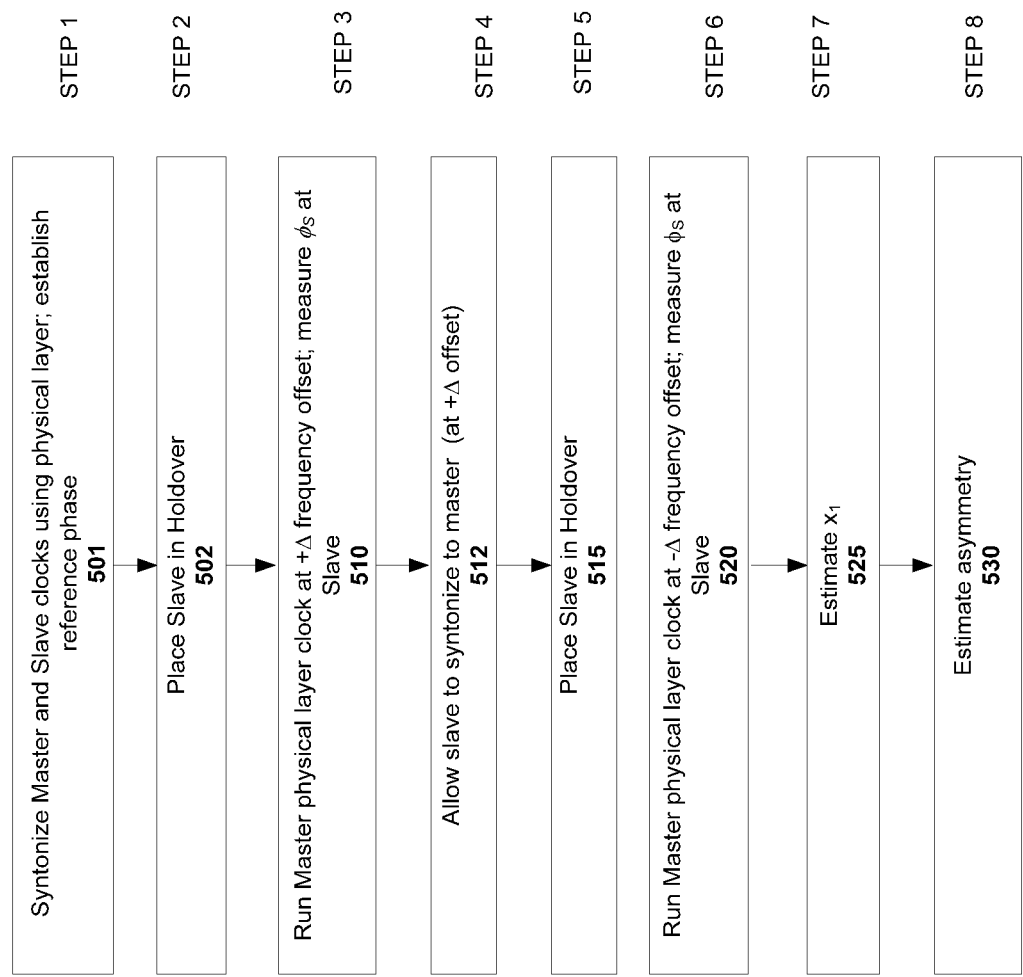 STEP 1
Syntonize Master and Slave clocks using physical layer; establish
reference phase
501
STEP 2
Place Slave in Holdover
502
STEP 3
Run Master physical layer clock at +Δ frequency offset; measure ϕS at
Slave
510
STEP 4
Allow slave to syntonize to master (at +Δ offset)
512
STEP 5
Place Slave in Holdover
515
STEP 6
Run Master physical layer clock at -Δ frequency offset; measure ϕS at
Slave
520
STEP 7
Estimate x1
525
STEP 8
Estimate asymmetry
530